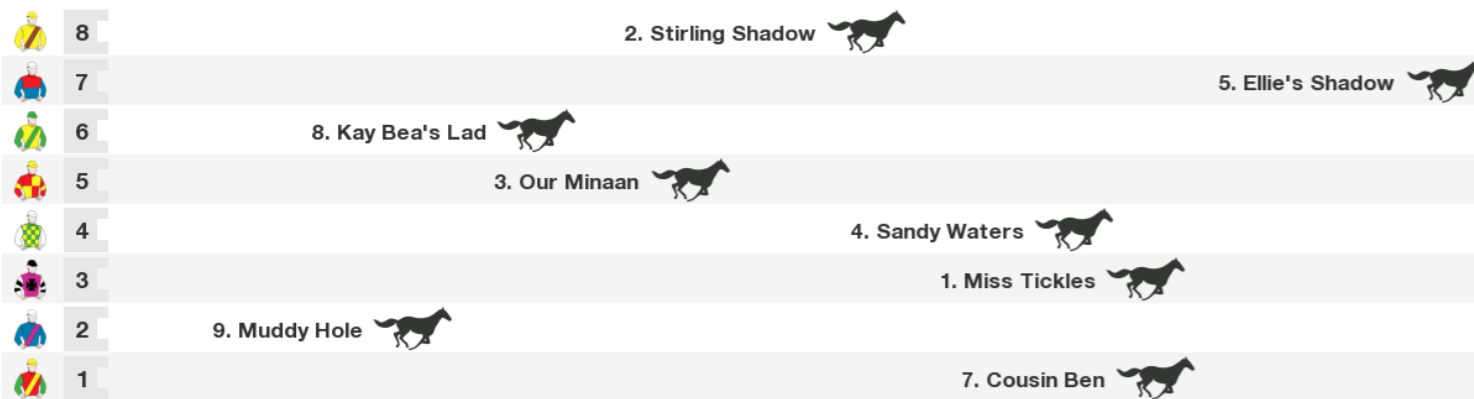 8 2. Stirling Shadow
7 5. Ellie's Shadow
6 8. Kay Bea's Lad
5 3. Our Minaan
4 4. Sandy Waters
3 1. Miss Tickles
2 9. Muddy Hole
1 7. Cousin Ben